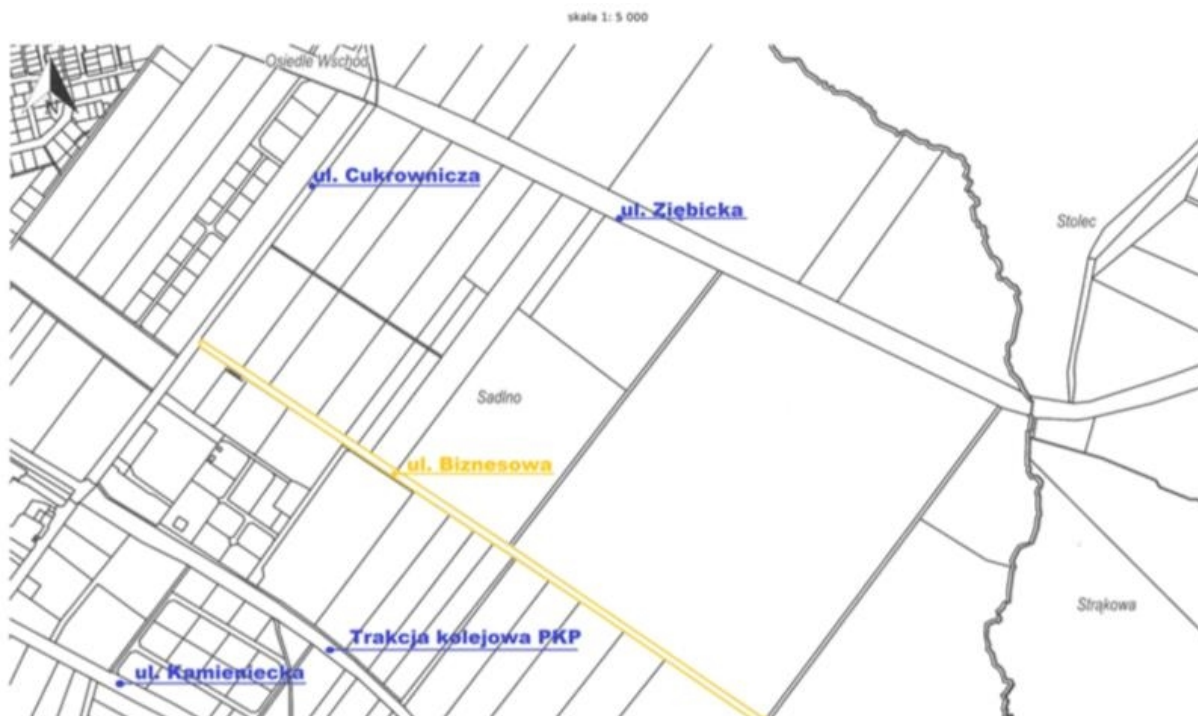 skala 1: 5 000
Osiedle Wschód
N
ul. Cukrownicza
ul. Ziębicka
Stolec
Sadlno
ul. Biznesowa
Strąkowa
Trakcja kolejowa PKP
ul. Kamieniecka